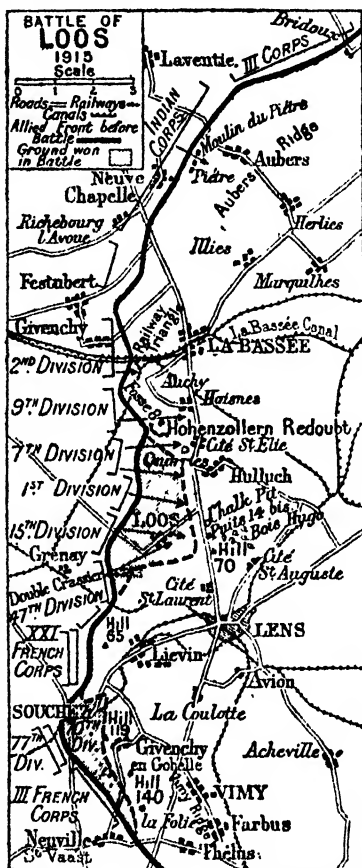 BATTLE OF
LOOS
1915
Scale
0 1 2 3
Roads Railways
Canals
Allied Front before
Battle
Ground won
in Battle
Bridoux
III CORPS
Laventie
INDIAN
CORPS
Moulin du Piètre
Aubers
Piètre
Aubers Ridge
Neuve
Chapelle
Richebourg
l'Avoué
Herlies
Illies
Marquilhes
Festubert
Givenchy
Railway
Triangle
La Bassée Canal
LA BASSÉE
2ND DIVISION
Auchy
Haisnes
9TH DIVISION
Fosse 8
Hohenzollern Redoubt
7TH DIVISION
Cité St Elie
Hulluch
1ST DIVISION
Chalk Pit
Puits 14 bis
Bois Hugo
15TH DIVISION
LOOS
Grenay
Hill
70
Cité
St Auguste
Double Crassier
47TH DIVISION
Cité
St Laurent
Hill
65
LENS
XXI
FRENCH
CORPS
Liévin
Avion
SOUCHEZ
Hill
119
La Coulotte
77TH
DIV.
DIV.
Givenchy
en Gohelle
Acheville
Hill
140
Vimy Ridge
VIMY
III FRENCH
CORPS
la Folie
Farbus
Neuville
St Vaast
Thélus